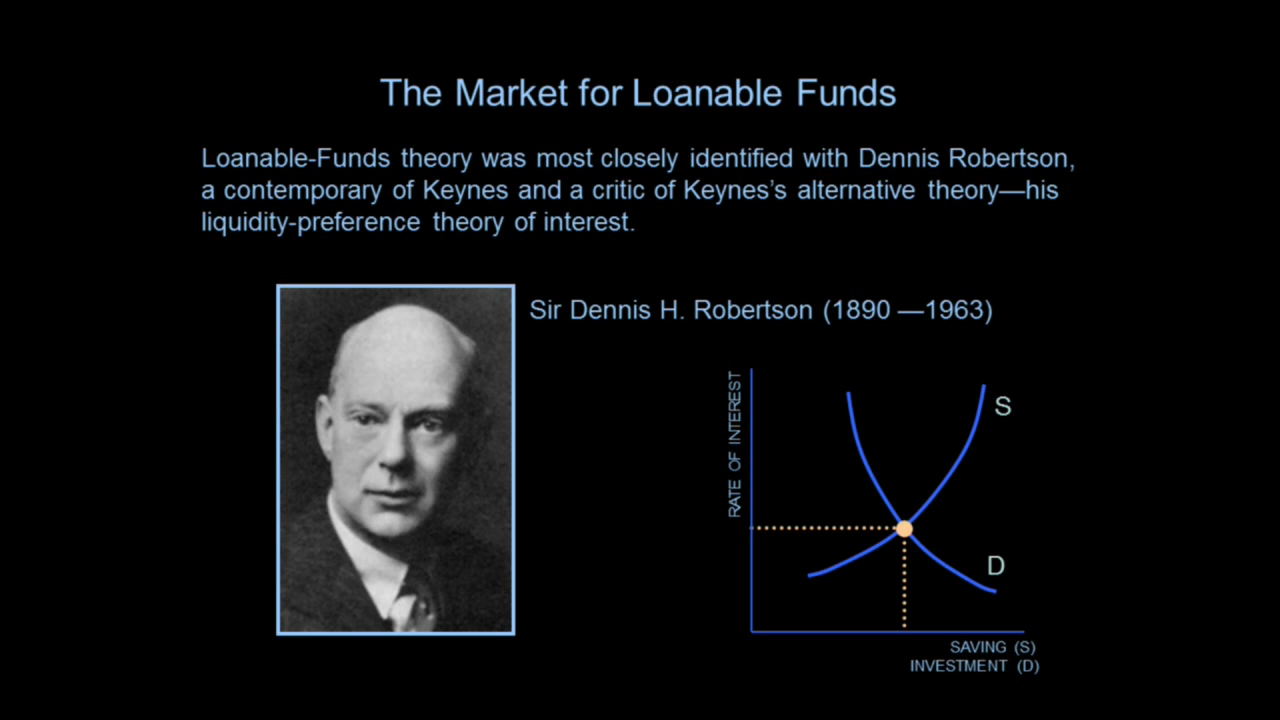 The Market for Loanable Funds
Loanable-Funds theory was most closely identified with Dennis Robertson,
a contemporary of Keynes and a critic of Keynes’s alternative theory—his
liquidity-preference theory of interest.
Sir Dennis H. Robertson (1890 —1963)
RATE OF INTEREST
S
D
SAVING (S)
INVESTMENT (D)